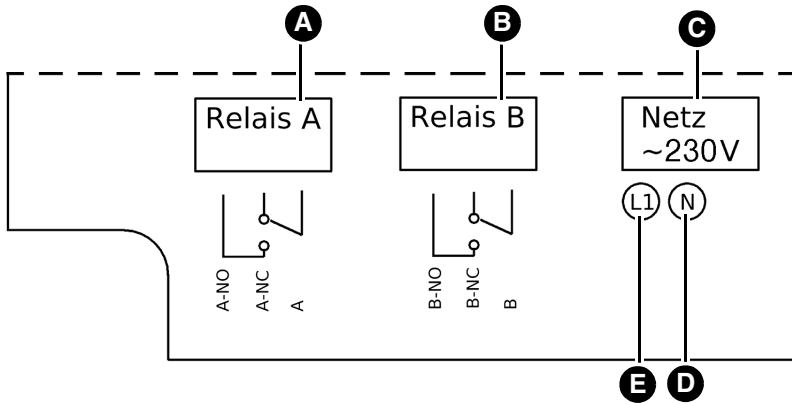 A
B
C
Relais A
Relais B
Netz
~230V
L1
N
A-NO
A-NC
A
B-NO
B-NC
B
E
D